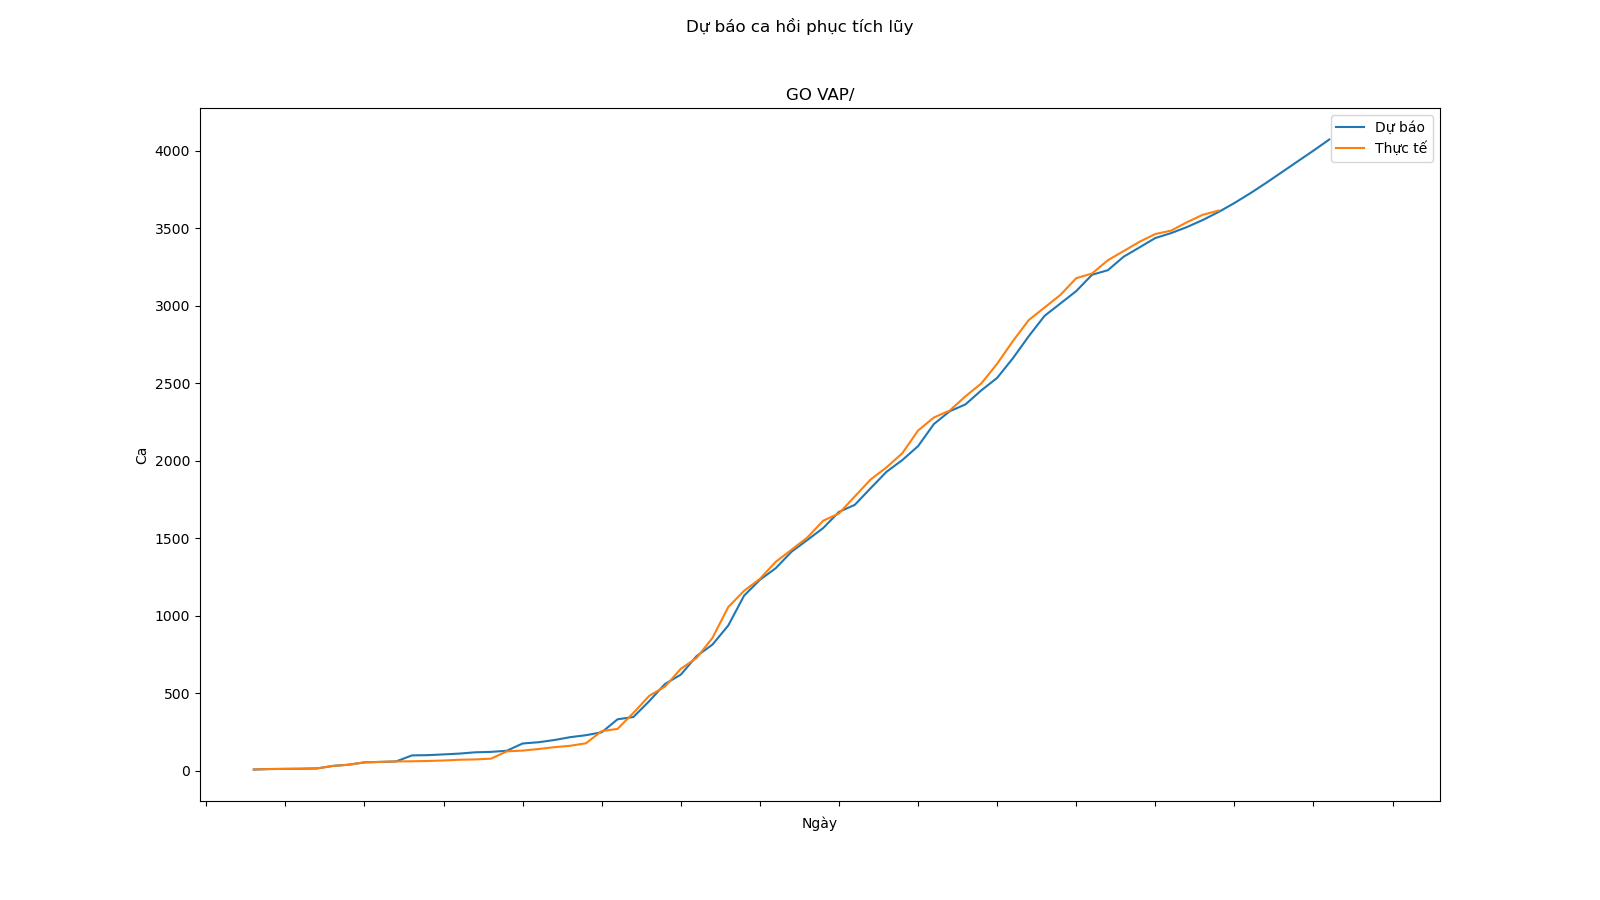 Dự báo ca hồi phục tích lũy
GO VAP/
Dự báo
Thực tế
4000
3500
3000
2500
2000
1500
1000
500
0
Ca
Ngày